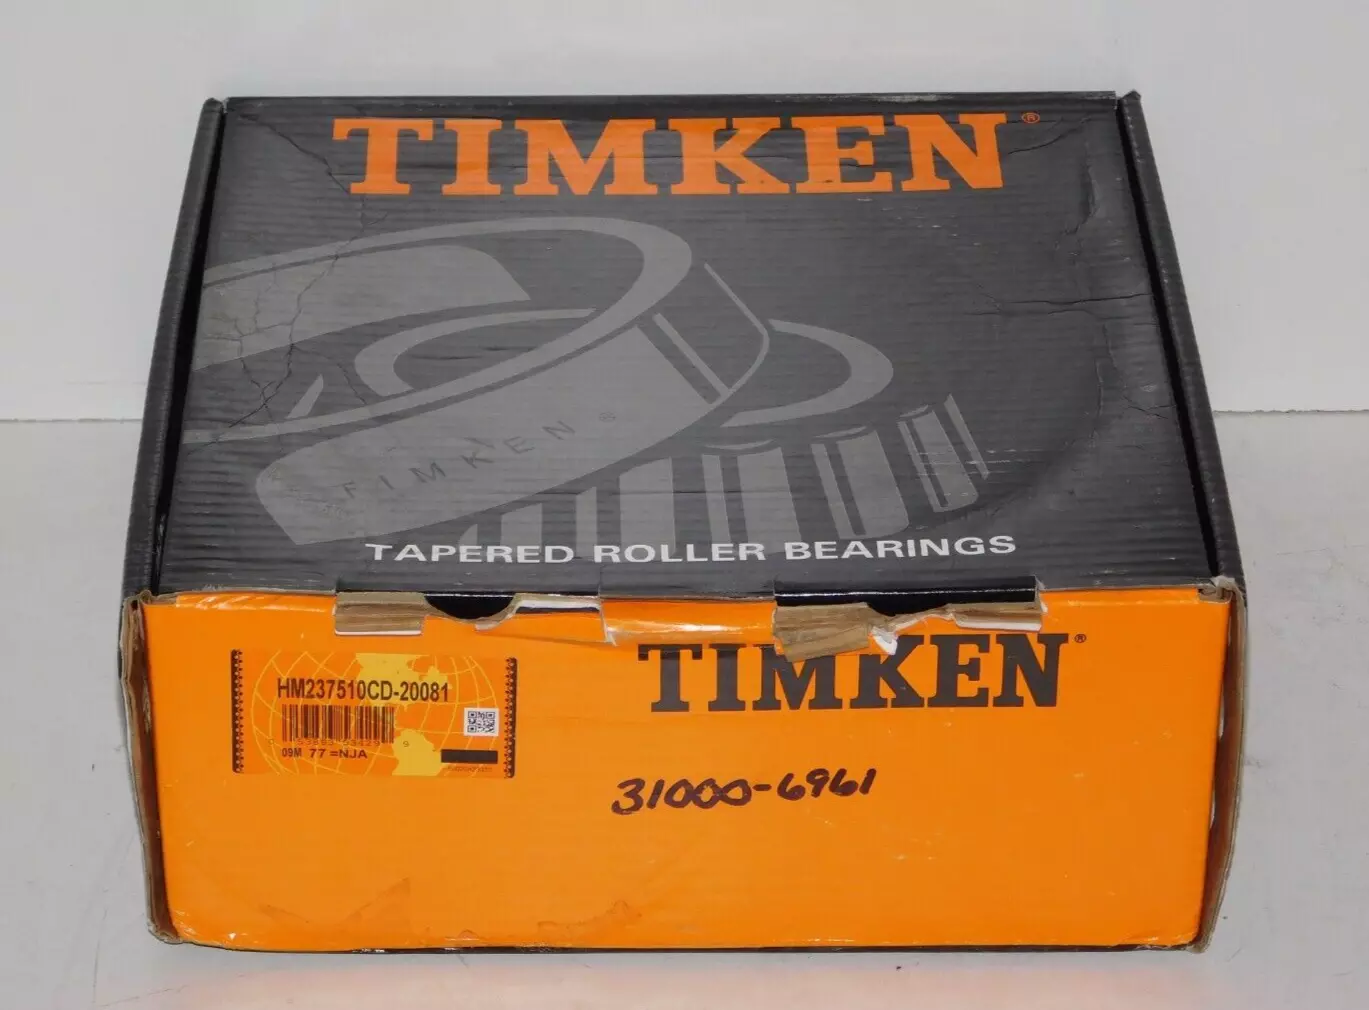 TIMKEN®
TIMKEN®
TAPERED ROLLER BEARINGS
TIMKEN®
HM237510CD-20081
09M 77 =NJA
31000-6961